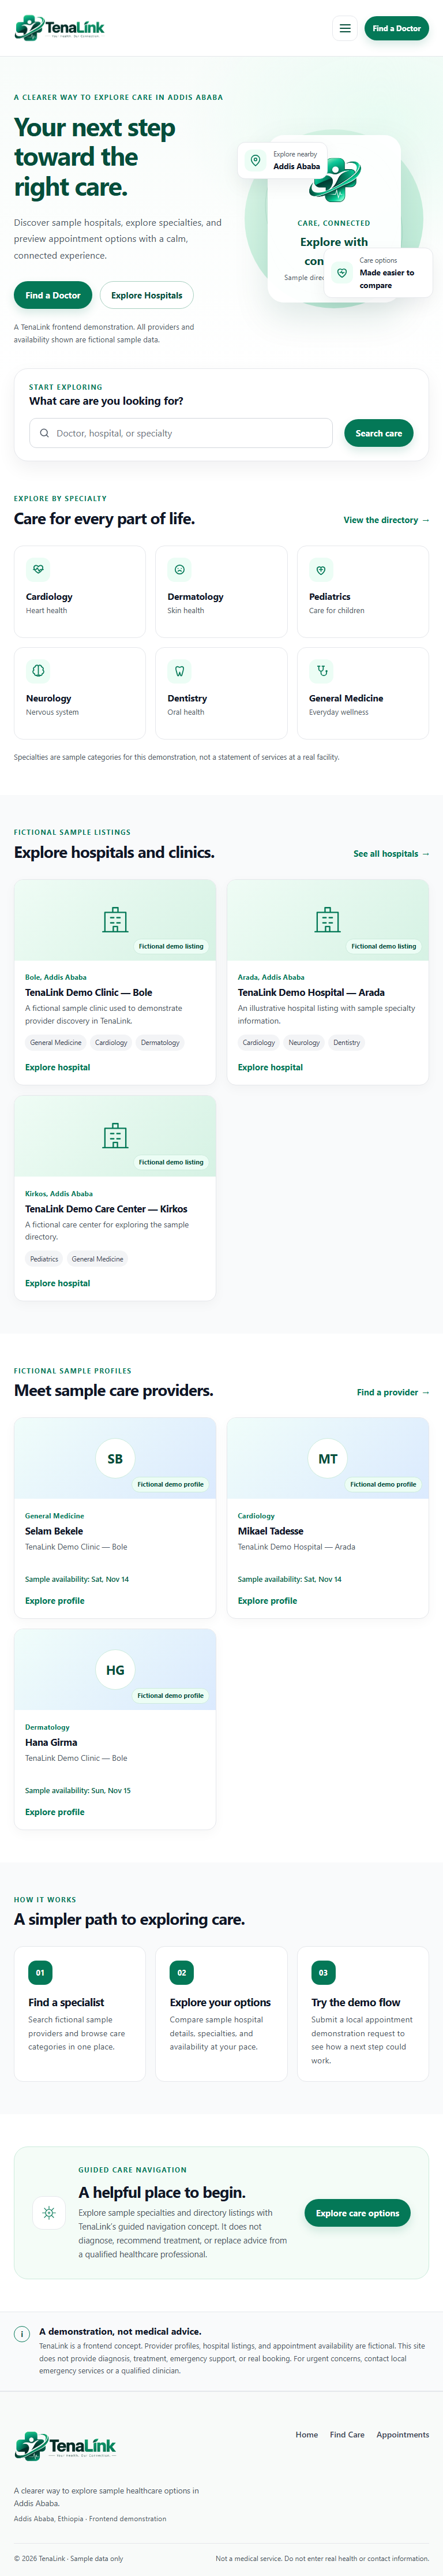 TenaLink
Find a Doctor
A CLEARER WAY TO EXPLORE CARE IN ADDIS ABABA
Your next step
toward the
right care.
Discover sample hospitals, explore specialties, and
preview appointment options with a calm,
connected experience.
Find a Doctor
Explore Hospitals
A TenaLink frontend demonstration. All providers and
availability shown are fictional sample data.
Explore nearby
Addis Ababa
CARE, CONNECTED
Explore with
con
Sample direc
Care options
Made easier to
compare
START EXPLORING
What care are you looking for?
Doctor, hospital, or specialty
Search care
EXPLORE BY SPECIALTY
Care for every part of life.
View the directory →
Cardiology
Heart health
Dermatology
Skin health
Pediatrics
Care for children
Neurology
Nervous system
Dentistry
Oral health
General Medicine
Everyday wellness
Specialties are sample categories for this demonstration, not a statement of services at a real facility.
FICTIONAL SAMPLE LISTINGS
Explore hospitals and clinics.
See all hospitals →
Fictional demo listing
Bole, Addis Ababa
TenaLink Demo Clinic — Bole
A fictional sample clinic used to demonstrate
provider discovery in TenaLink.
General Medicine Cardiology Dermatology
Explore hospital
Fictional demo listing
Arada, Addis Ababa
TenaLink Demo Hospital — Arada
An illustrative hospital listing with sample specialty
information.
Cardiology Neurology Dentistry
Explore hospital
Fictional demo listing
Kirkos, Addis Ababa
TenaLink Demo Care Center — Kirkos
A fictional care center for exploring the sample
directory.
Pediatrics General Medicine
Explore hospital
FICTIONAL SAMPLE PROFILES
Meet sample care providers.
Find a provider →
SB
Fictional demo profile
General Medicine
Selam Bekele
TenaLink Demo Clinic — Bole
Sample availability: Sat, Nov 14
Explore profile
MT
Fictional demo profile
Cardiology
Mikael Tadesse
TenaLink Demo Hospital — Arada
Sample availability: Sat, Nov 14
Explore profile
HG
Fictional demo profile
Dermatology
Hana Girma
TenaLink Demo Clinic — Bole
Sample availability: Sun, Nov 15
Explore profile
HOW IT WORKS
A simpler path to exploring care.
01
Find a specialist
Search fictional sample
providers and browse care
categories in one place.
02
Explore your options
Compare sample hospital
details, specialties, and
availability at your pace.
03
Try the demo flow
Submit a local appointment
demonstration request to
see how a next step could
work.
GUIDED CARE NAVIGATION
A helpful place to begin.
Explore sample specialties and directory listings with
TenaLink's guided navigation concept. It does not
diagnose, recommend treatment, or replace advice from
a qualified healthcare professional.
Explore care options
A demonstration, not medical advice.
TenaLink is a frontend concept. Provider profiles, hospital listings, and appointment availability are fictional. This site
does not provide diagnosis, treatment, emergency support, or real booking. For urgent concerns, contact local
emergency services or a qualified clinician.
TenaLink
Home Find Care Appointments
A clearer way to explore sample healthcare options in
Addis Ababa.
Addis Ababa, Ethiopia · Frontend demonstration
© 2026 TenaLink · Sample data only
Not a medical service. Do not enter real health or contact information.